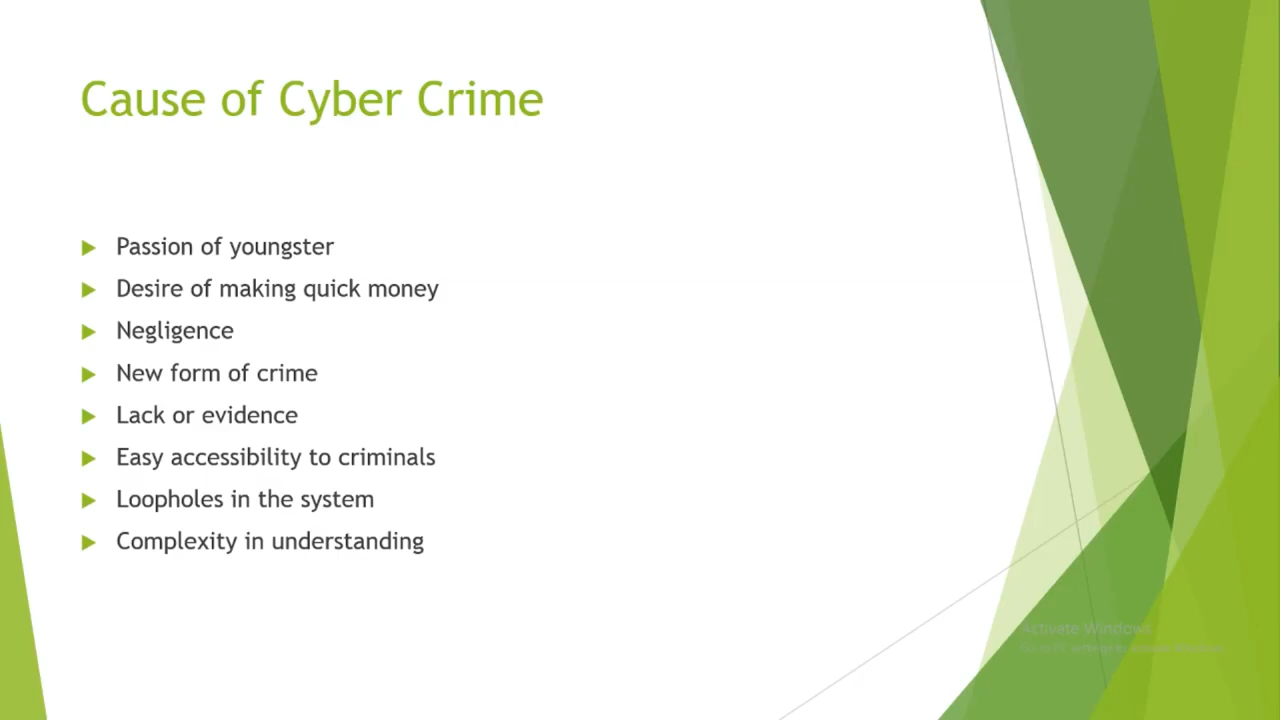 Cause of Cyber Crime
Passion of youngster
Desire of making quick money
Negligence
New form of crime
Lack or evidence
Easy accessibility to criminals
Loopholes in the system
Complexity in understanding
Activate Windows